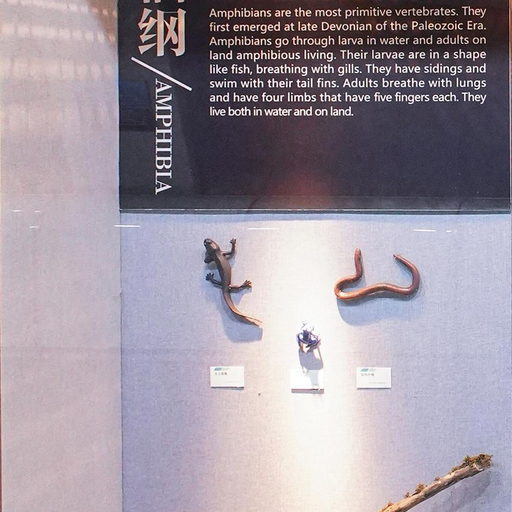 纲
AMPHIBIA
Amphibians are the most primitive vertebrates. They
first emerged at late Devonian of the Paleozoic Era.
Amphibians go through larva in water and adults on
land amphibious living. Their larvae are in a shape
like fish, breathing with gills. They have sidings and
swim with their tail fins. Adults breathe with lungs
and have four limbs that have five fingers each. They
live both in water and on land.